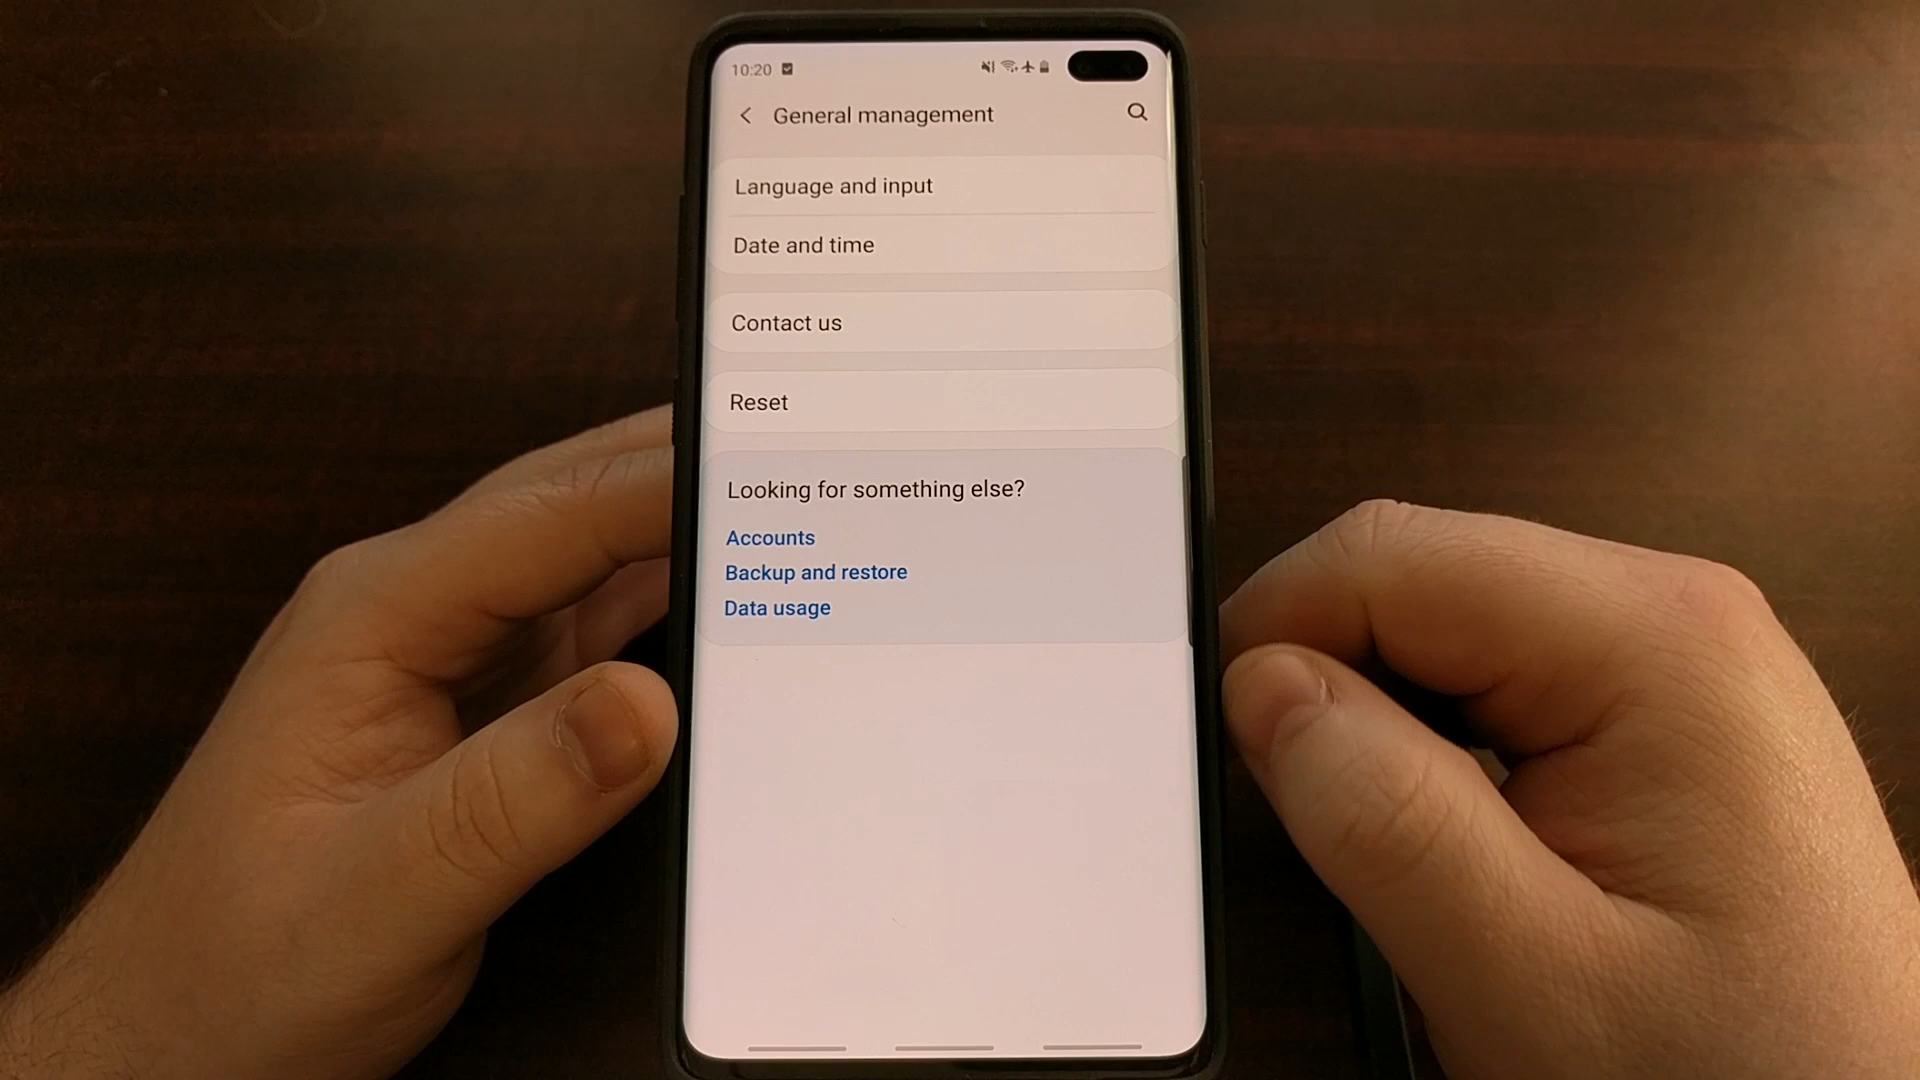 10:20
General management
Language and input
Date and time
Contact us
Reset
Looking for something else?
Accounts
Backup and restore
Data usage